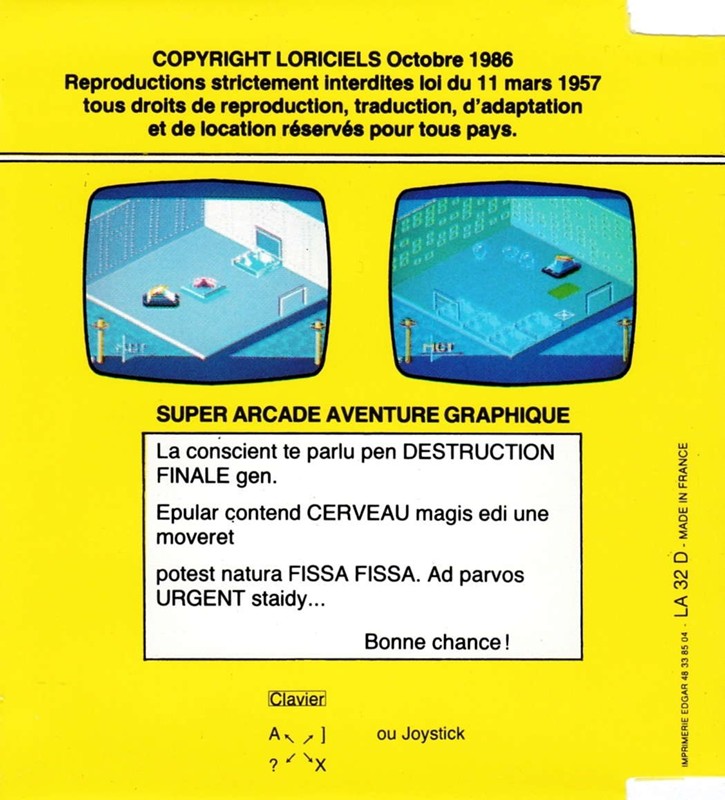 COPYRIGHT LORICIELS Octobre 1986
Reproductions strictement interdites loi du 11 mars 1957
tous droits de reproduction, traduction, d'adaptation
et de location réservés pour tous pays.
SUPER ARCADE AVENTURE GRAPHIQUE
La conscient te parlu pen DESTRUCTION
FINALE gen.
Epular contend CERVEAU magis edi une
moveret
potest natura FISSA FISSA. Ad parvos
URGENT staidy...
Bonne chance !
Clavier
A ↖ ↗ ]
ou Joystick
? ↙ ↘ X
IMPRIMERIE EDGAR 48 33 85 04 - LA 32 D - MADE IN FRANCE